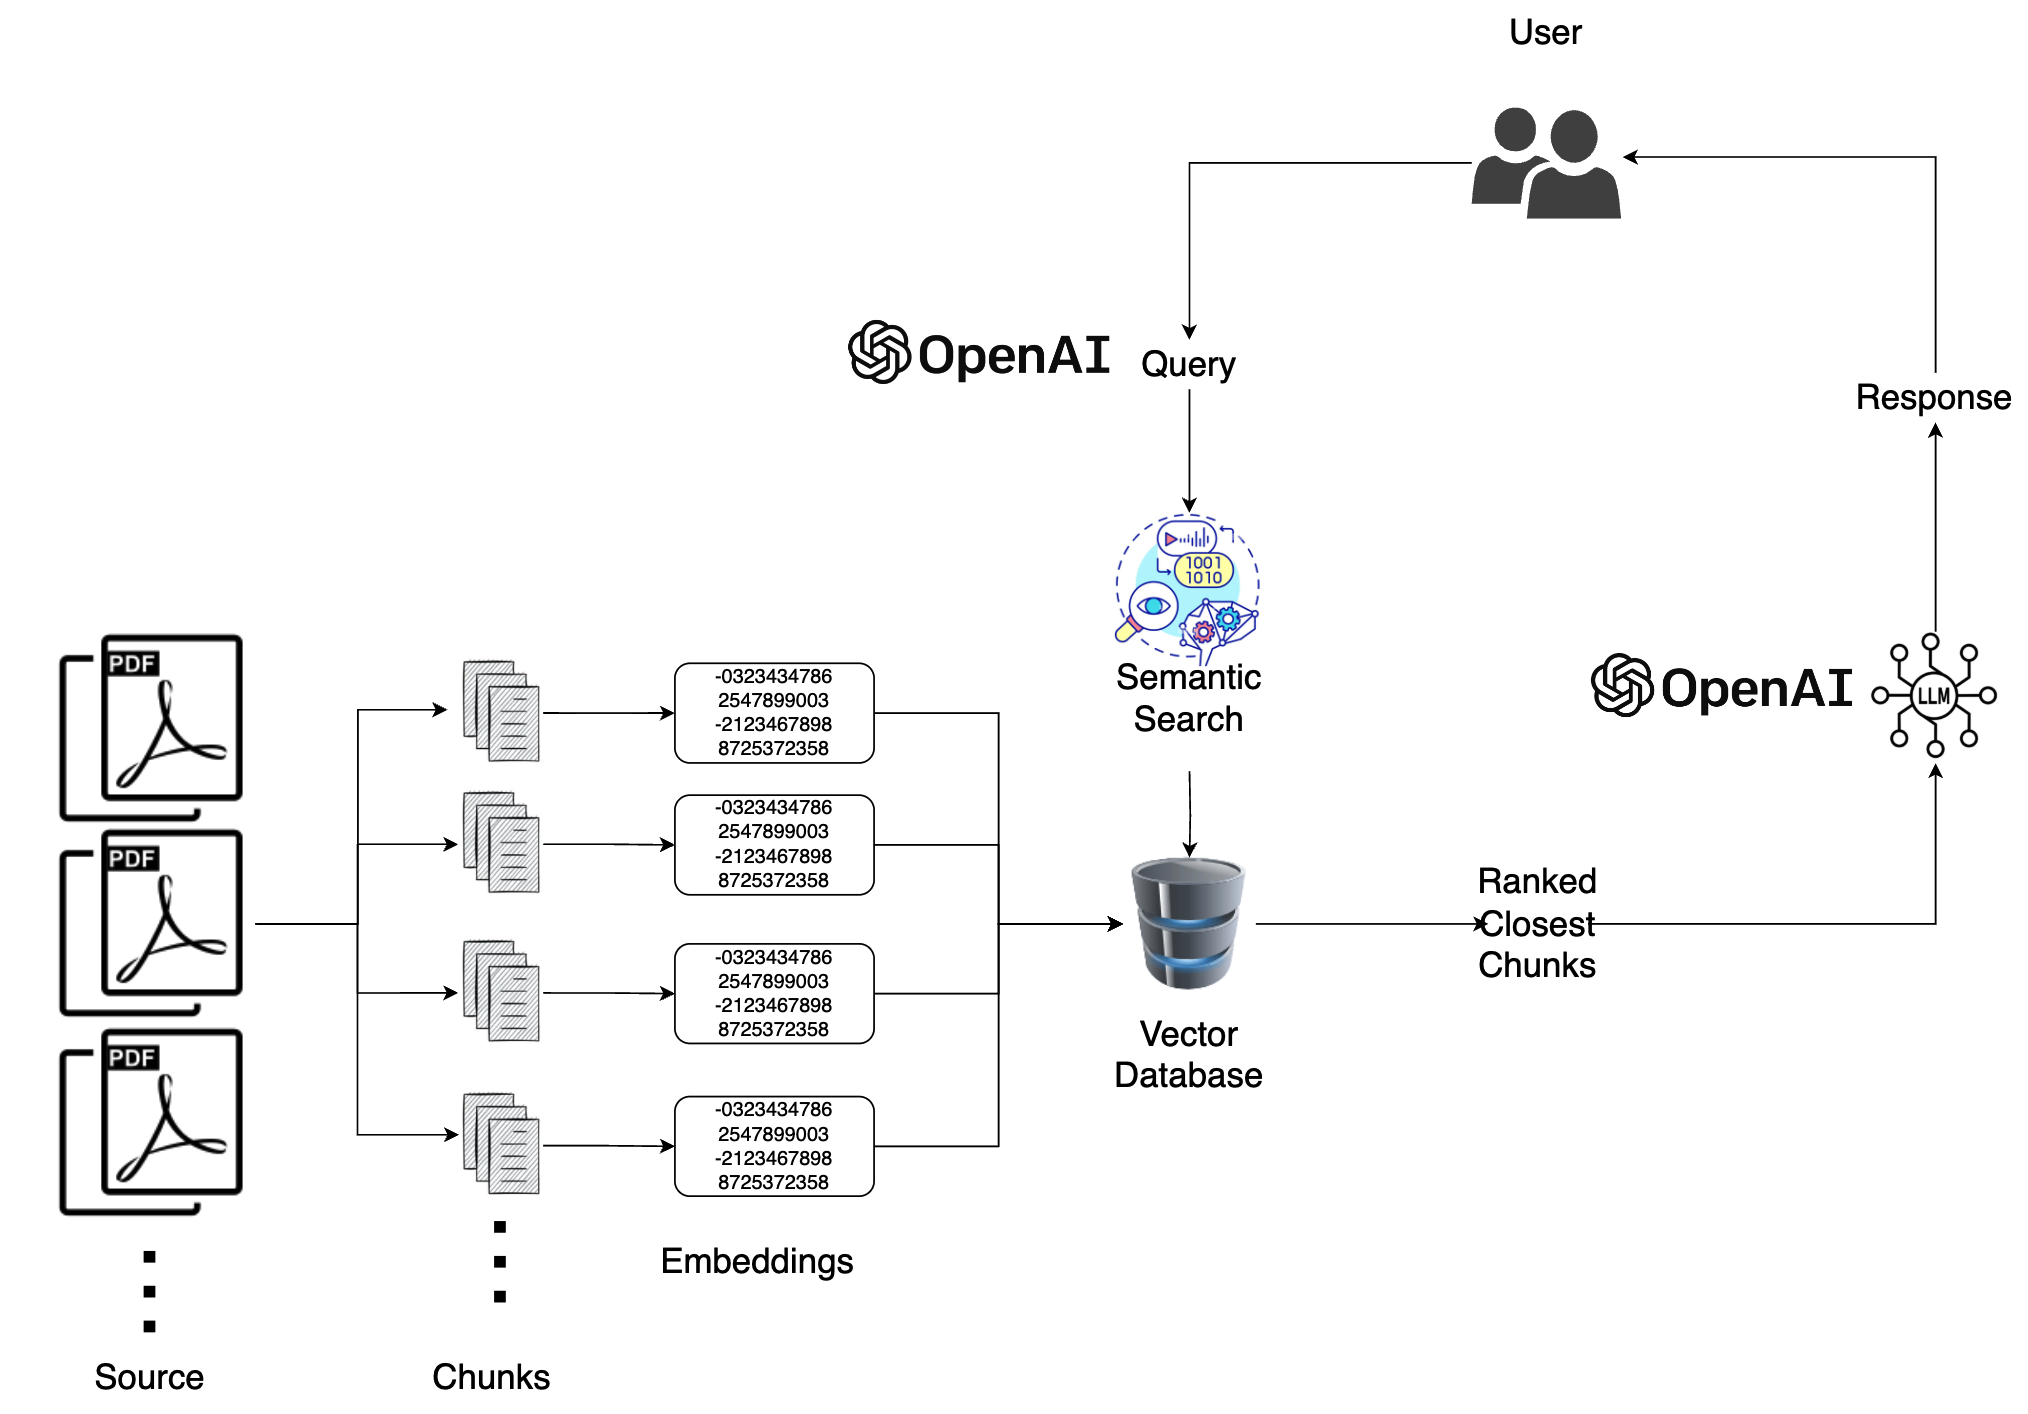 User
OpenAI
Query
Response
1001
1010
Semantic
Search
OpenAI
LLM
PDF
PDF
PDF
-0323434786
2547899003
-2123467898
8725372358
-0323434786
2547899003
-2123467898
8725372358
-0323434786
2547899003
-2123467898
8725372358
-0323434786
2547899003
-2123467898
8725372358
Ranked
Closest
Chunks
Vector
Database
Embeddings
Source
Chunks